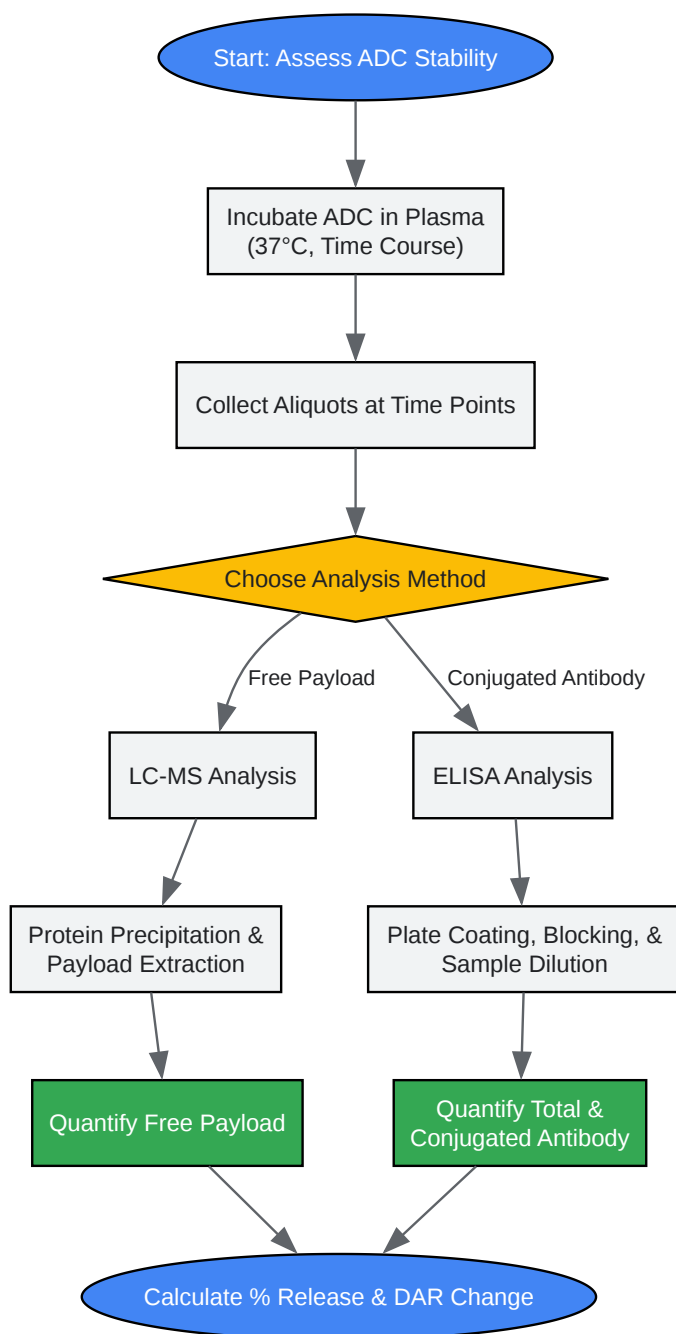 Start: Assess ADC Stability
Incubate ADC in Plasma
(37°C, Time Course)
Collect Aliquots at Time Points
Choose Analysis Method
Free Payload
Conjugated Antibody
LC-MS Analysis
ELISA Analysis
Protein Precipitation &
Payload Extraction
Plate Coating, Blocking, &
Sample Dilution
Quantify Free Payload
Quantify Total &
Conjugated Antibody
Calculate % Release & DAR Change